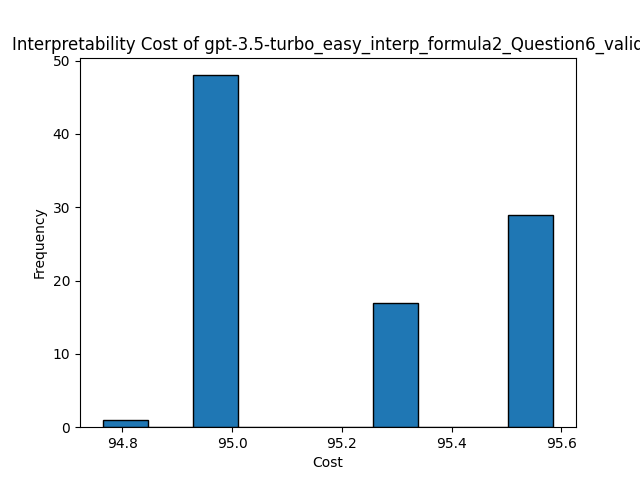 Interpretability Cost of gpt-3.5-turbo_easy_interp_formula2_Question6_valid
50
40
30
20
10
0
Frequency
94.8 95.0 95.2 95.4 95.6
Cost